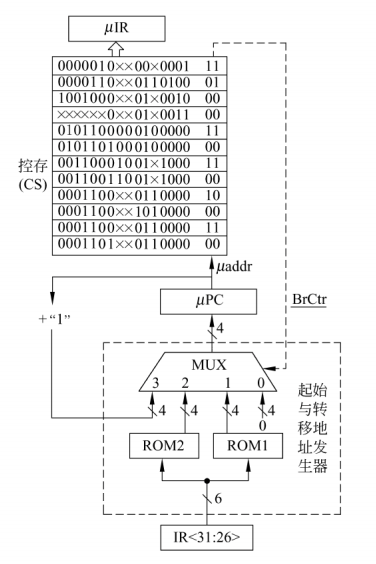 μIR
0000010××00×0001 11
0000110××0110100 01
1001000××01×0010 00
××××××0××01×0011 00
0101100000100000 11
0101101000100000 00
00110001001×1000 11
0011001101×1000 00
0001100××0110000 10
0001100××1010000 00
0001100××0110000 11
0001101××0110000 00
控存
(CS)
μaddr
μPC
BrCtr
+“1”
4
MUX
3 2 1 0
4 4 4 4
0
起始
与转
移地
址发
生器
ROM2 ROM1
6
IR<31:26>